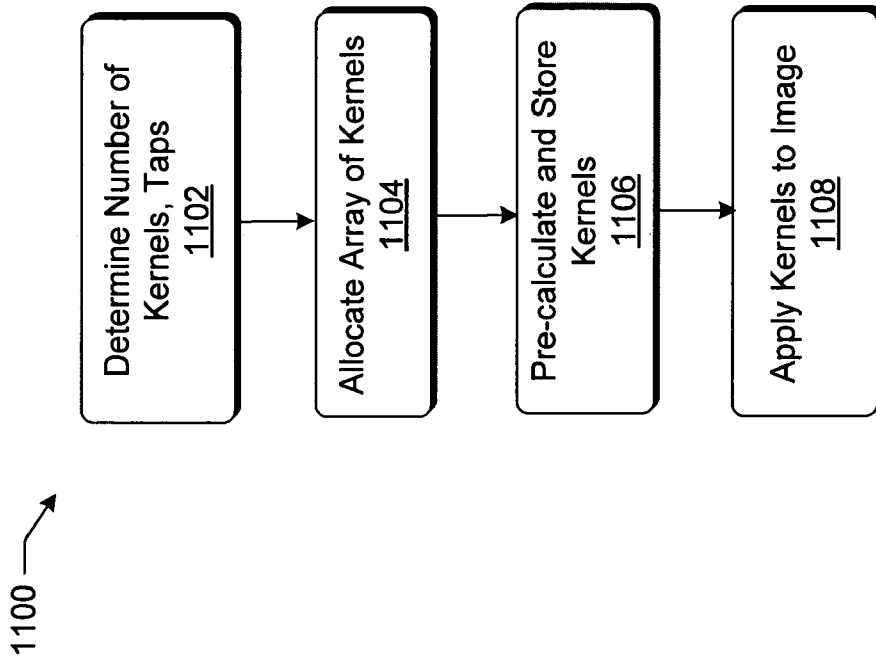 1100
Determine Number of
Kernels, Taps
1102
Allocate Array of Kernels
1104
Pre-calculate and Store
Kernels
1106
Apply Kernels to Image
1108